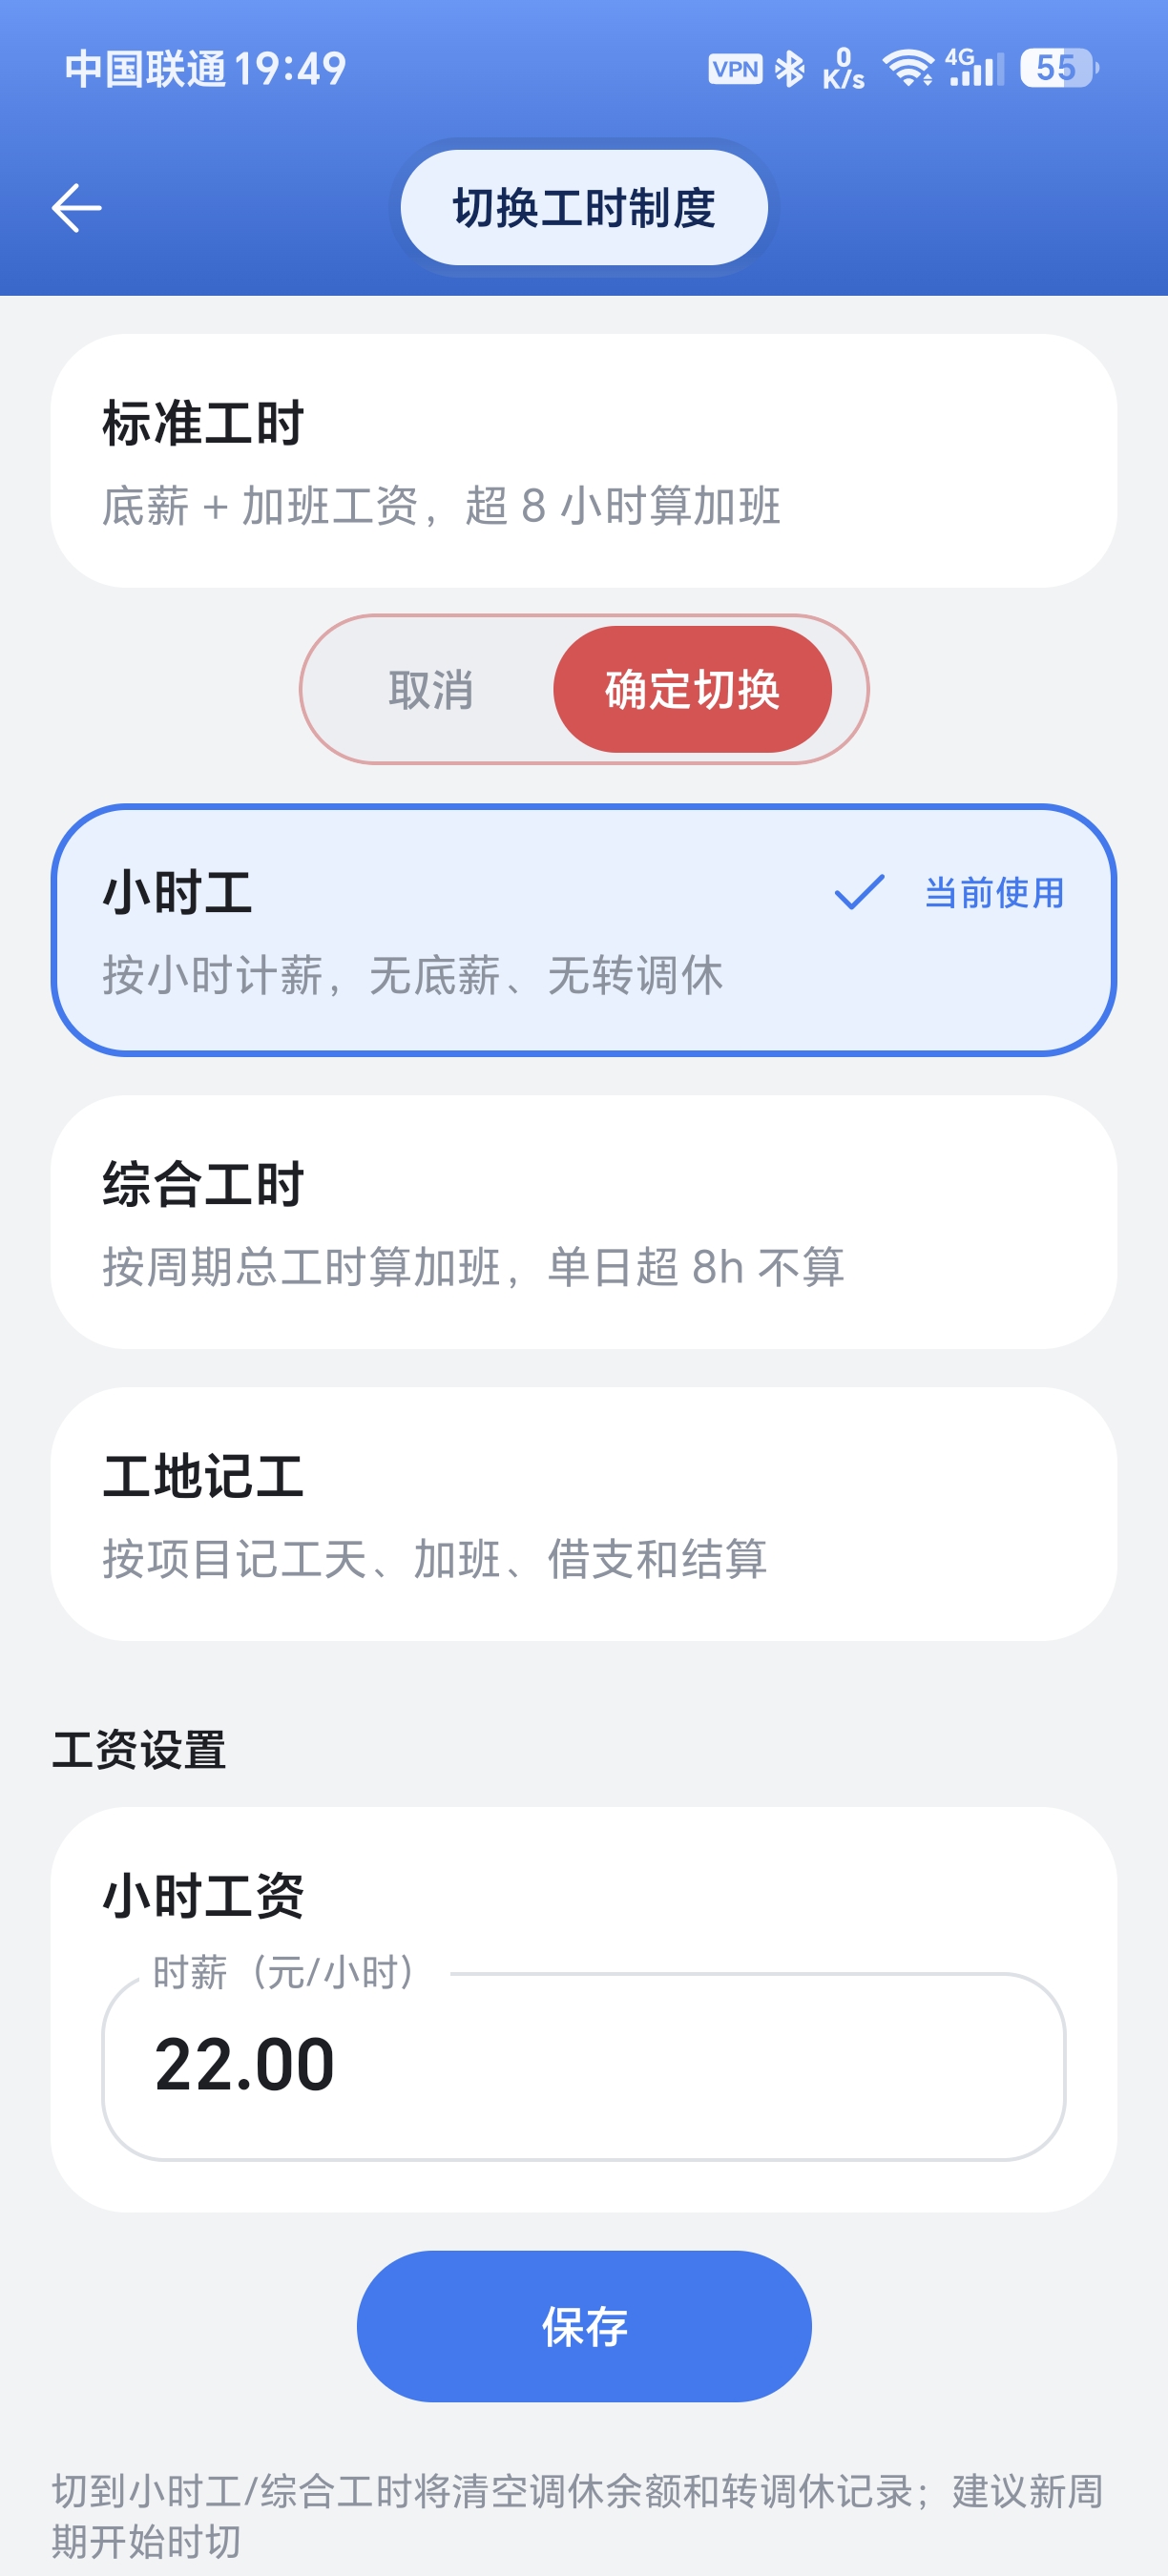 中国联通 19:49
VPN 0 K/s 4G 55
切换工时制度
标准工时
底薪 + 加班工资，超 8 小时算加班
取消 确定切换
小时工 当前使用
按小时计薪，无底薪、无转调休
综合工时
按周期总工时算加班，单日超 8h 不算
工地记工
按项目记工天、加班、借支和结算
工资设置
小时工资
时薪（元/小时）
22.00
保存
切到小时工/综合工时将清空调休余额和转调休记录；建议新周
期开始时切